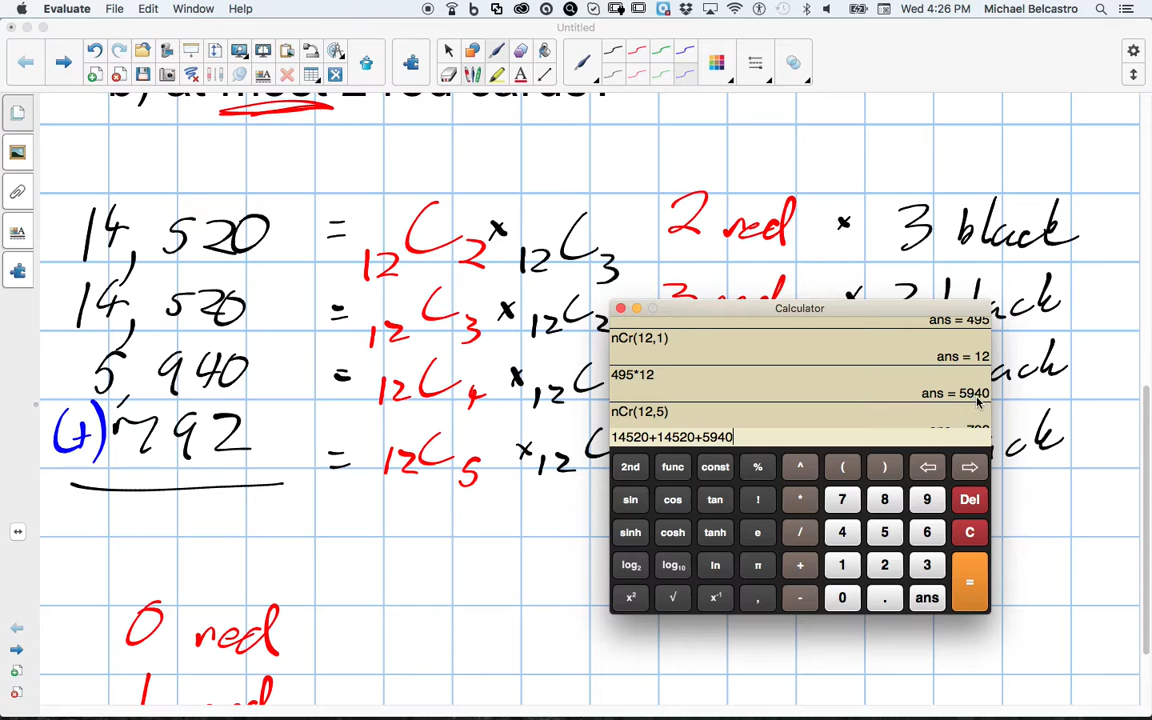 Evaluate File Edit Window Help Wed 4:26 PM Michael Belcastro
Untitled
b) at most 2 red cards?
14,520 = 12C2 × 12C3 2 red × 3 black
14,520 = 12C3 × 12C2 × black
5,940 = 12C4 × 12C
(+) 792 = 12C5 × 12C
0 red
1 red
Calculator
ans = 495
nCr(12,1)
ans = 12
495*12
ans = 5940
nCr(12,5)
14520+14520+5940
2nd func const % ^ ( )
sin cos tan ! * 7 8 9 Del
sinh cosh tanh e / 4 5 6 C
log2 log10 ln π + 1 2 3 =
x² √ x⁻¹ , - 0 . ans